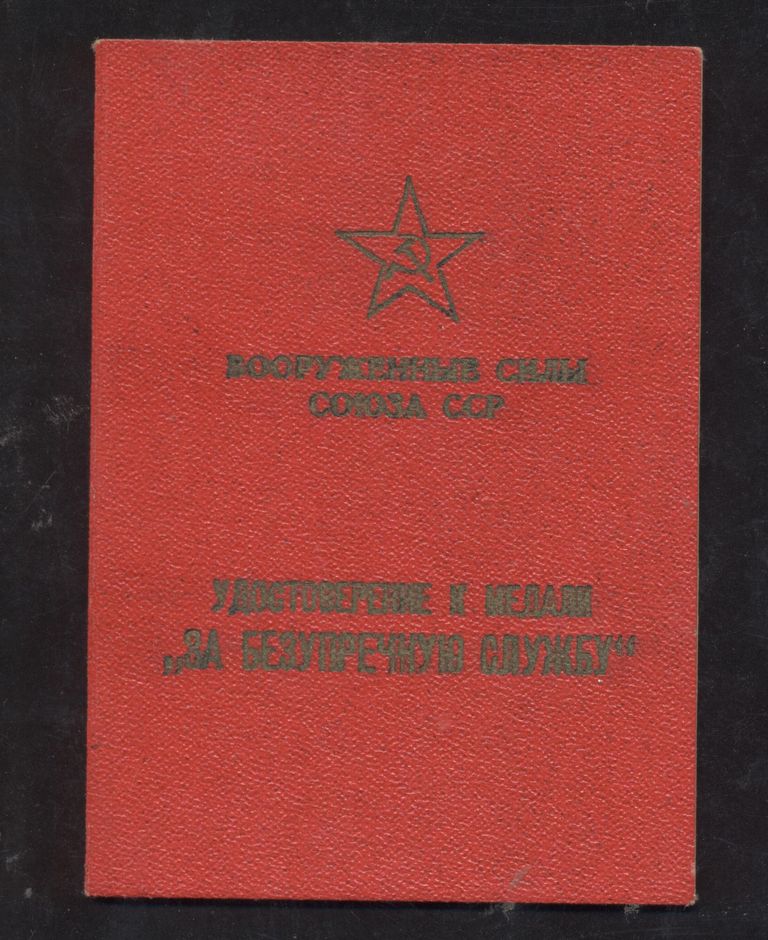 ВООРУЖЕННЫЕ СИЛЫ
СОЮЗА ССР
УДОСТОВЕРЕНИЕ К МЕДАЛИ
„ЗА БЕЗУПРЕЧНУЮ СЛУЖБУ“